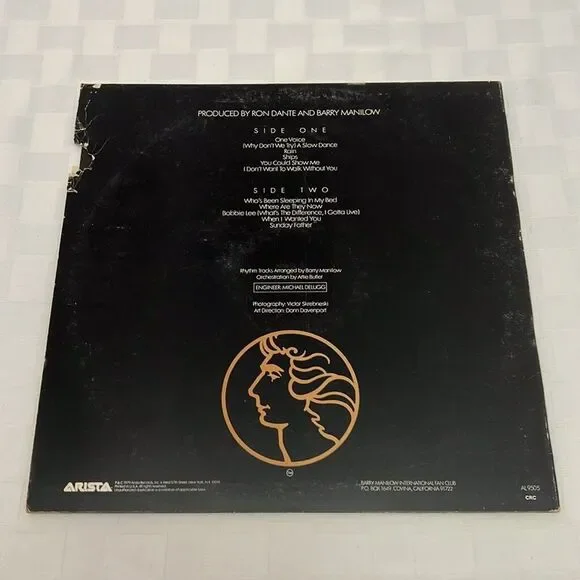 PRODUCED BY RON DANTE AND BARRY MANILOW
SIDE ONE
One Voice
(Why Don't We Try) A Slow Dance
Rain
Ships
You Could Show Me
I Don't Want To Walk Without You
SIDE TWO
Who's Been Sleeping In My Bed
Where Are They Now
Bobbie Lee (What's The Difference, I Gotta Live)
When I Wanted You
Sunday Father
Rhythm Tracks Arranged by Barry Manilow
Orchestration by Artie Butler
ENGINEER: MICHAEL DELUGG
Photography: Victor Skrebneski
Art Direction: Donn Davenport
ARISTA
BARRY MANILOW INTERNATIONAL FAN CLUB
P.O. BOX 1649 COVINA, CALIFORNIA 91722
AL 9505
CRC